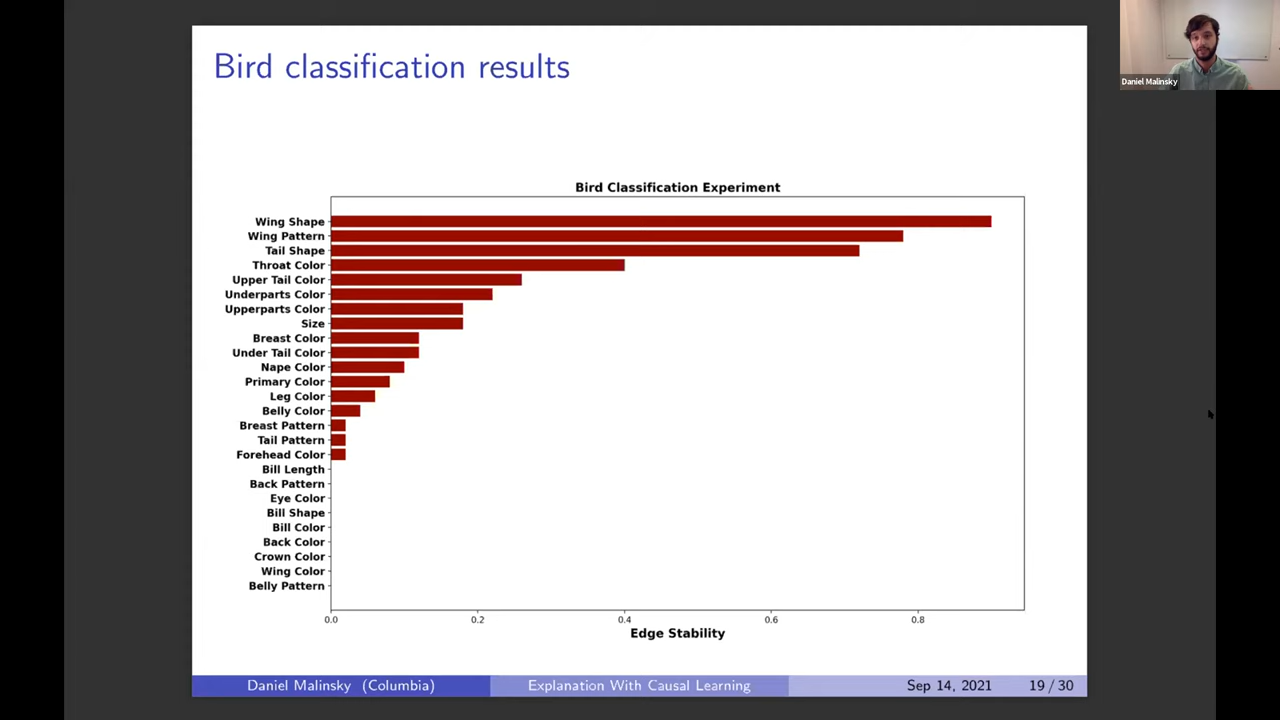 Bird classification results
Daniel Malinsky
Bird Classification Experiment
Wing Shape
Wing Pattern
Tail Shape
Throat Color
Upper Tail Color
Underparts Color
Upperparts Color
Size
Breast Color
Under Tail Color
Nape Color
Primary Color
Leg Color
Belly Color
Breast Pattern
Tail Pattern
Forehead Color
Bill Length
Back Pattern
Eye Color
Bill Shape
Bill Color
Back Color
Crown Color
Wing Color
Belly Pattern
0.0 0.2 0.4 0.6 0.8
Edge Stability
Daniel Malinsky (Columbia) Explanation With Causal Learning Sep 14, 2021 19 / 30